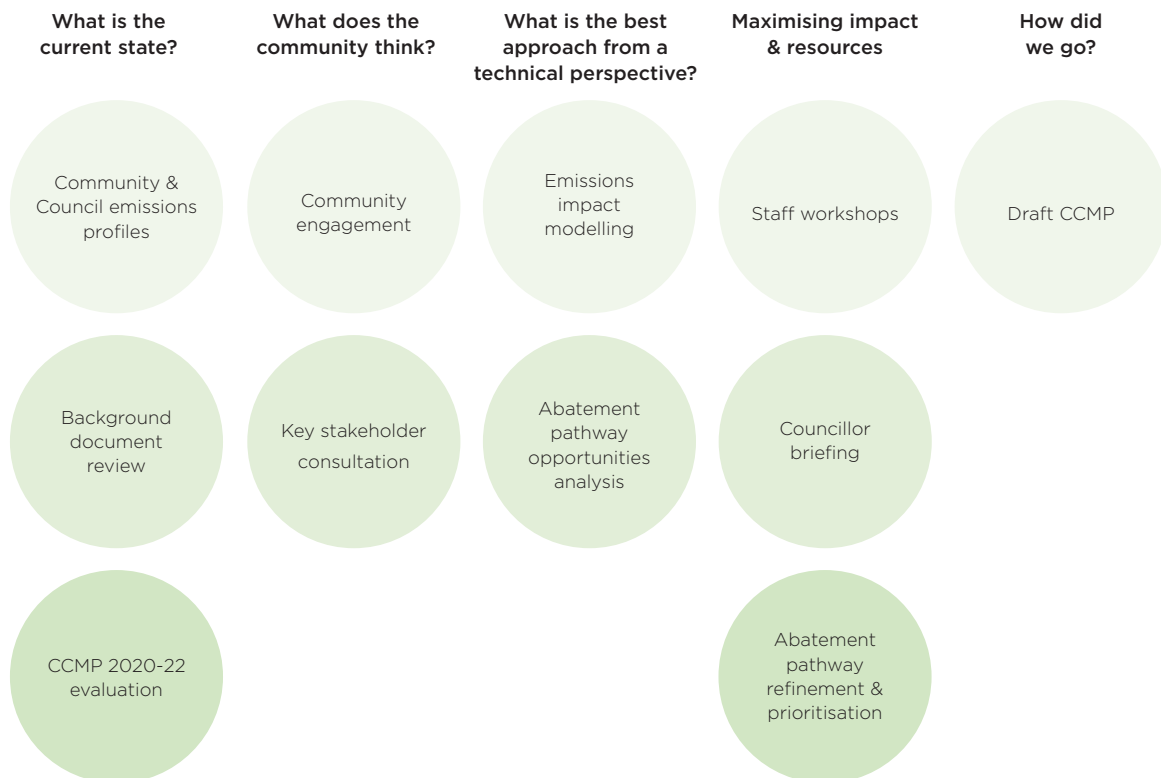 What is the
current state?
What does the
community think?
What is the best
approach from a
technical perspective?
Maximising impact
& resources
How did
we go?
Community &
Council emissions
profiles
Community
engagement
Emissions
impact
modelling
Staff workshops
Draft CCMP
Background
document
review
Key stakeholder
consultation
Abatement
pathway
opportunities
analysis
Councillor
briefing
CCMP 2020-22
evaluation
Abatement
pathway
refinement &
prioritisation